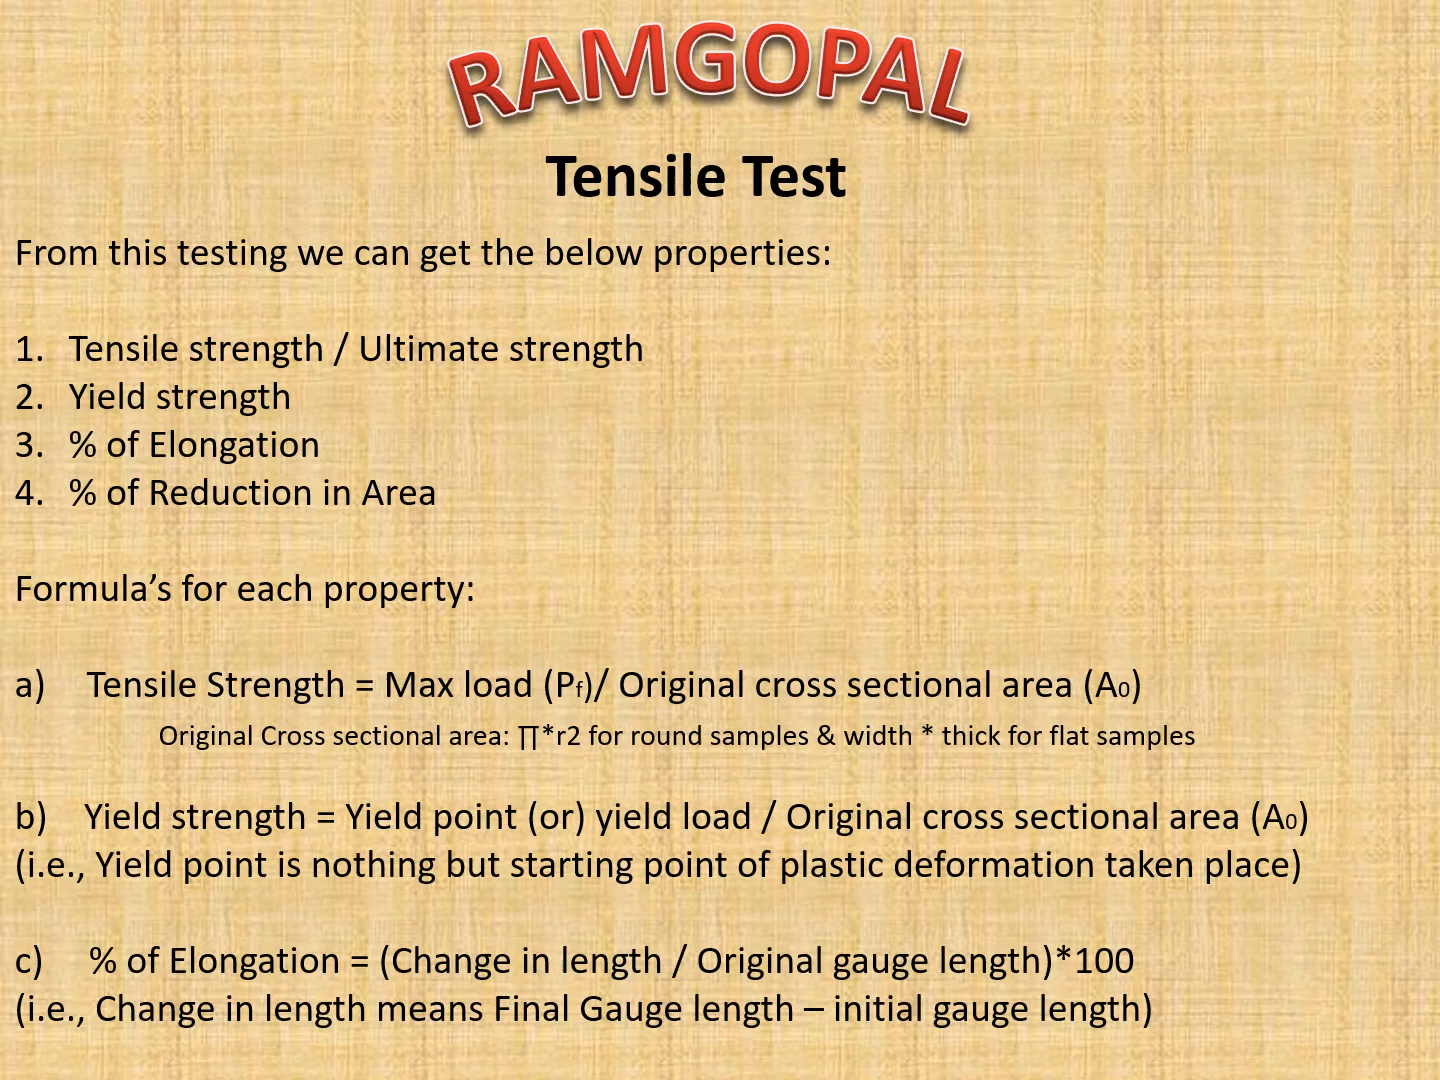 RAMGOPAL
Tensile Test
From this testing we can get the below properties:
1. Tensile strength / Ultimate strength
2. Yield strength
3. % of Elongation
4. % of Reduction in Area
Formula’s for each property:
a) Tensile Strength = Max load (Pf)/ Original cross sectional area (A0)
Original Cross sectional area: ∏*r2 for round samples & width * thick for flat samples
b) Yield strength = Yield point (or) yield load / Original cross sectional area (A0)
(i.e., Yield point is nothing but starting point of plastic deformation taken place)
c) % of Elongation = (Change in length / Original gauge length)*100
(i.e., Change in length means Final Gauge length – initial gauge length)